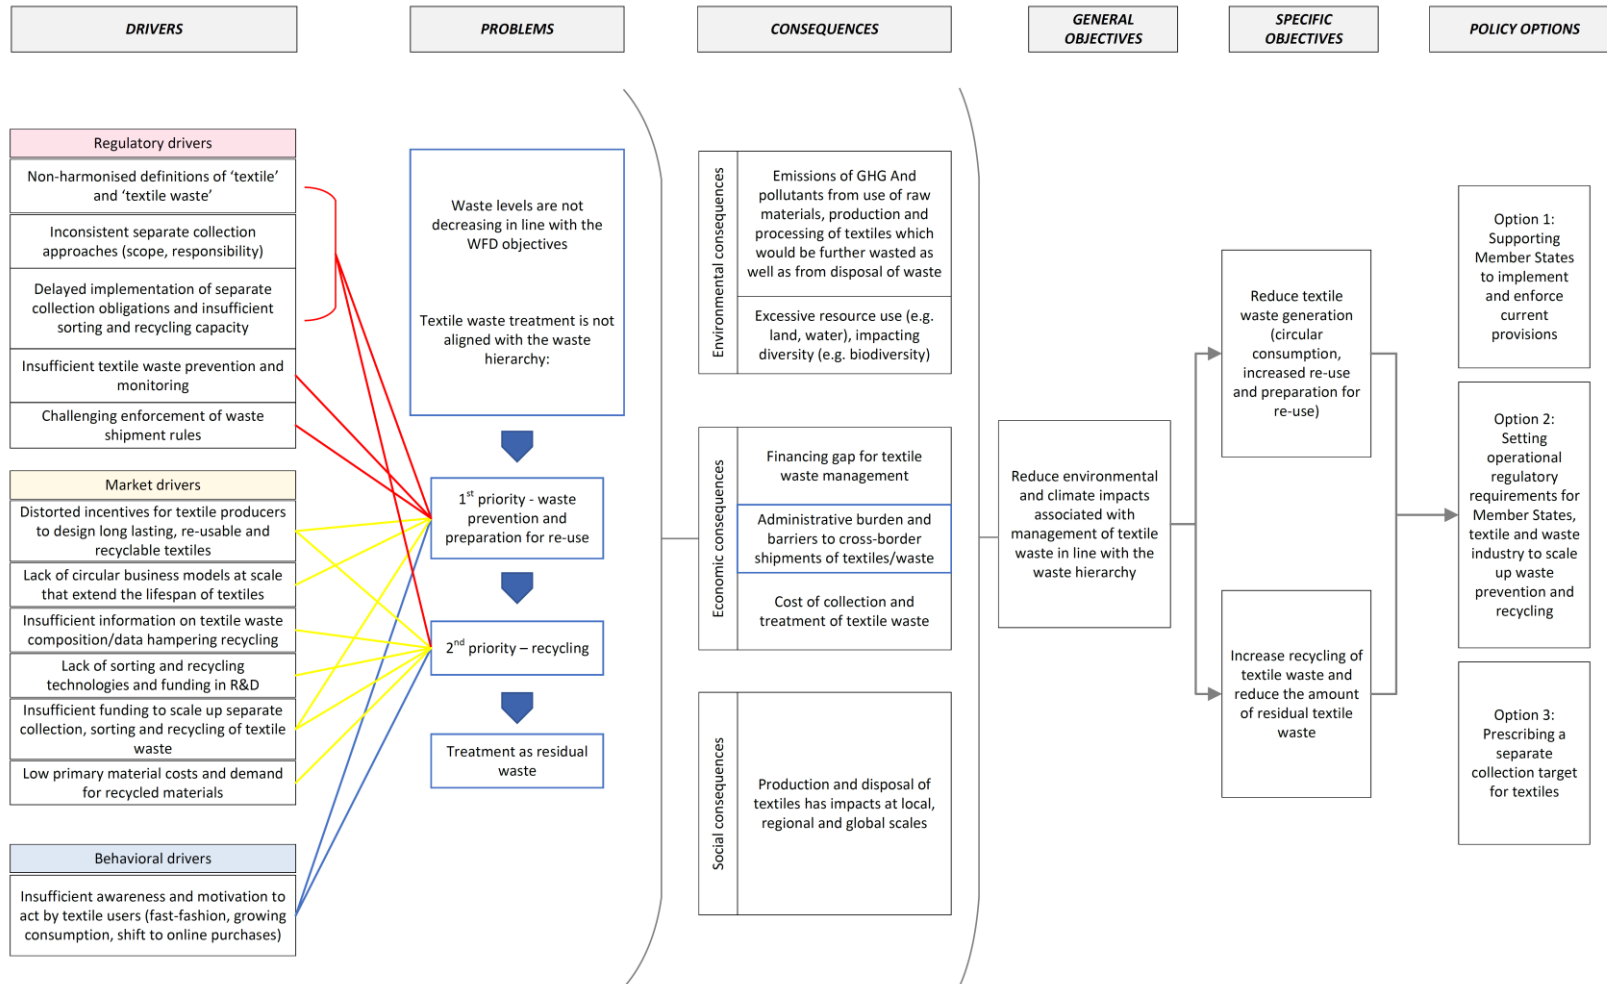 DRIVERS
PROBLEMS
CONSEQUENCES
GENERAL
OBJECTIVES
SPECIFIC
OBJECTIVES
POLICY OPTIONS
Regulatory drivers
Non-harmonised definitions of ‘textile’
and ‘textile waste’
Inconsistent separate collection
approaches (scope, responsibility)
Delayed implementation of separate
collection obligations and insufficient
sorting and recycling capacity
Insufficient textile waste prevention and
monitoring
Challenging enforcement of waste
shipment rules
Market drivers
Distorted incentives for textile producers
to design long lasting, re-usable and
recyclable textiles
Lack of circular business models at scale
that extend the lifespan of textiles
Insufficient information on textile waste
composition/data hampering recycling
Lack of sorting and recycling
technologies and funding in R&D
Insufficient funding to scale up separate
collection, sorting and recycling of textile
waste
Low primary material costs and demand
for recycled materials
Behavioral drivers
Insufficient awareness and motivation to
act by textile users (fast-fashion, growing
consumption, shift to online purchases)
Waste levels are not
decreasing in line with the
WFD objectives
Textile waste treatment is not
aligned with the waste
hierarchy:
1st priority - waste
prevention and
preparation for re-use
2nd priority – recycling
Treatment as residual
waste
Environmental consequences
Emissions of GHG And
pollutants from use of raw
materials, production and
processing of textiles which
would be further wasted as
well as from disposal of waste
Excessive resource use (e.g.
land, water), impacting
diversity (e.g. biodiversity)
Economic consequences
Financing gap for textile
waste management
Administrative burden and
barriers to cross-border
shipments of textiles/waste
Cost of collection and
treatment of textile waste
Social consequences
Production and disposal of
textiles has impacts at local,
regional and global scales
Reduce environmental
and climate impacts
associated with
management of textile
waste in line with the
waste hierarchy
Reduce textile
waste generation
(circular
consumption,
increased re-use
and preparation for
re-use)
Increase recycling of
textile waste and
reduce the amount
of residual textile
waste
Option 1:
Supporting
Member States
to implement
and enforce
current
provisions
Option 2:
Setting
operational
regulatory
requirements for
Member States,
textile and waste
industry to scale
up waste
prevention and
recycling
Option 3:
Prescribing a
separate
collection target
for textiles